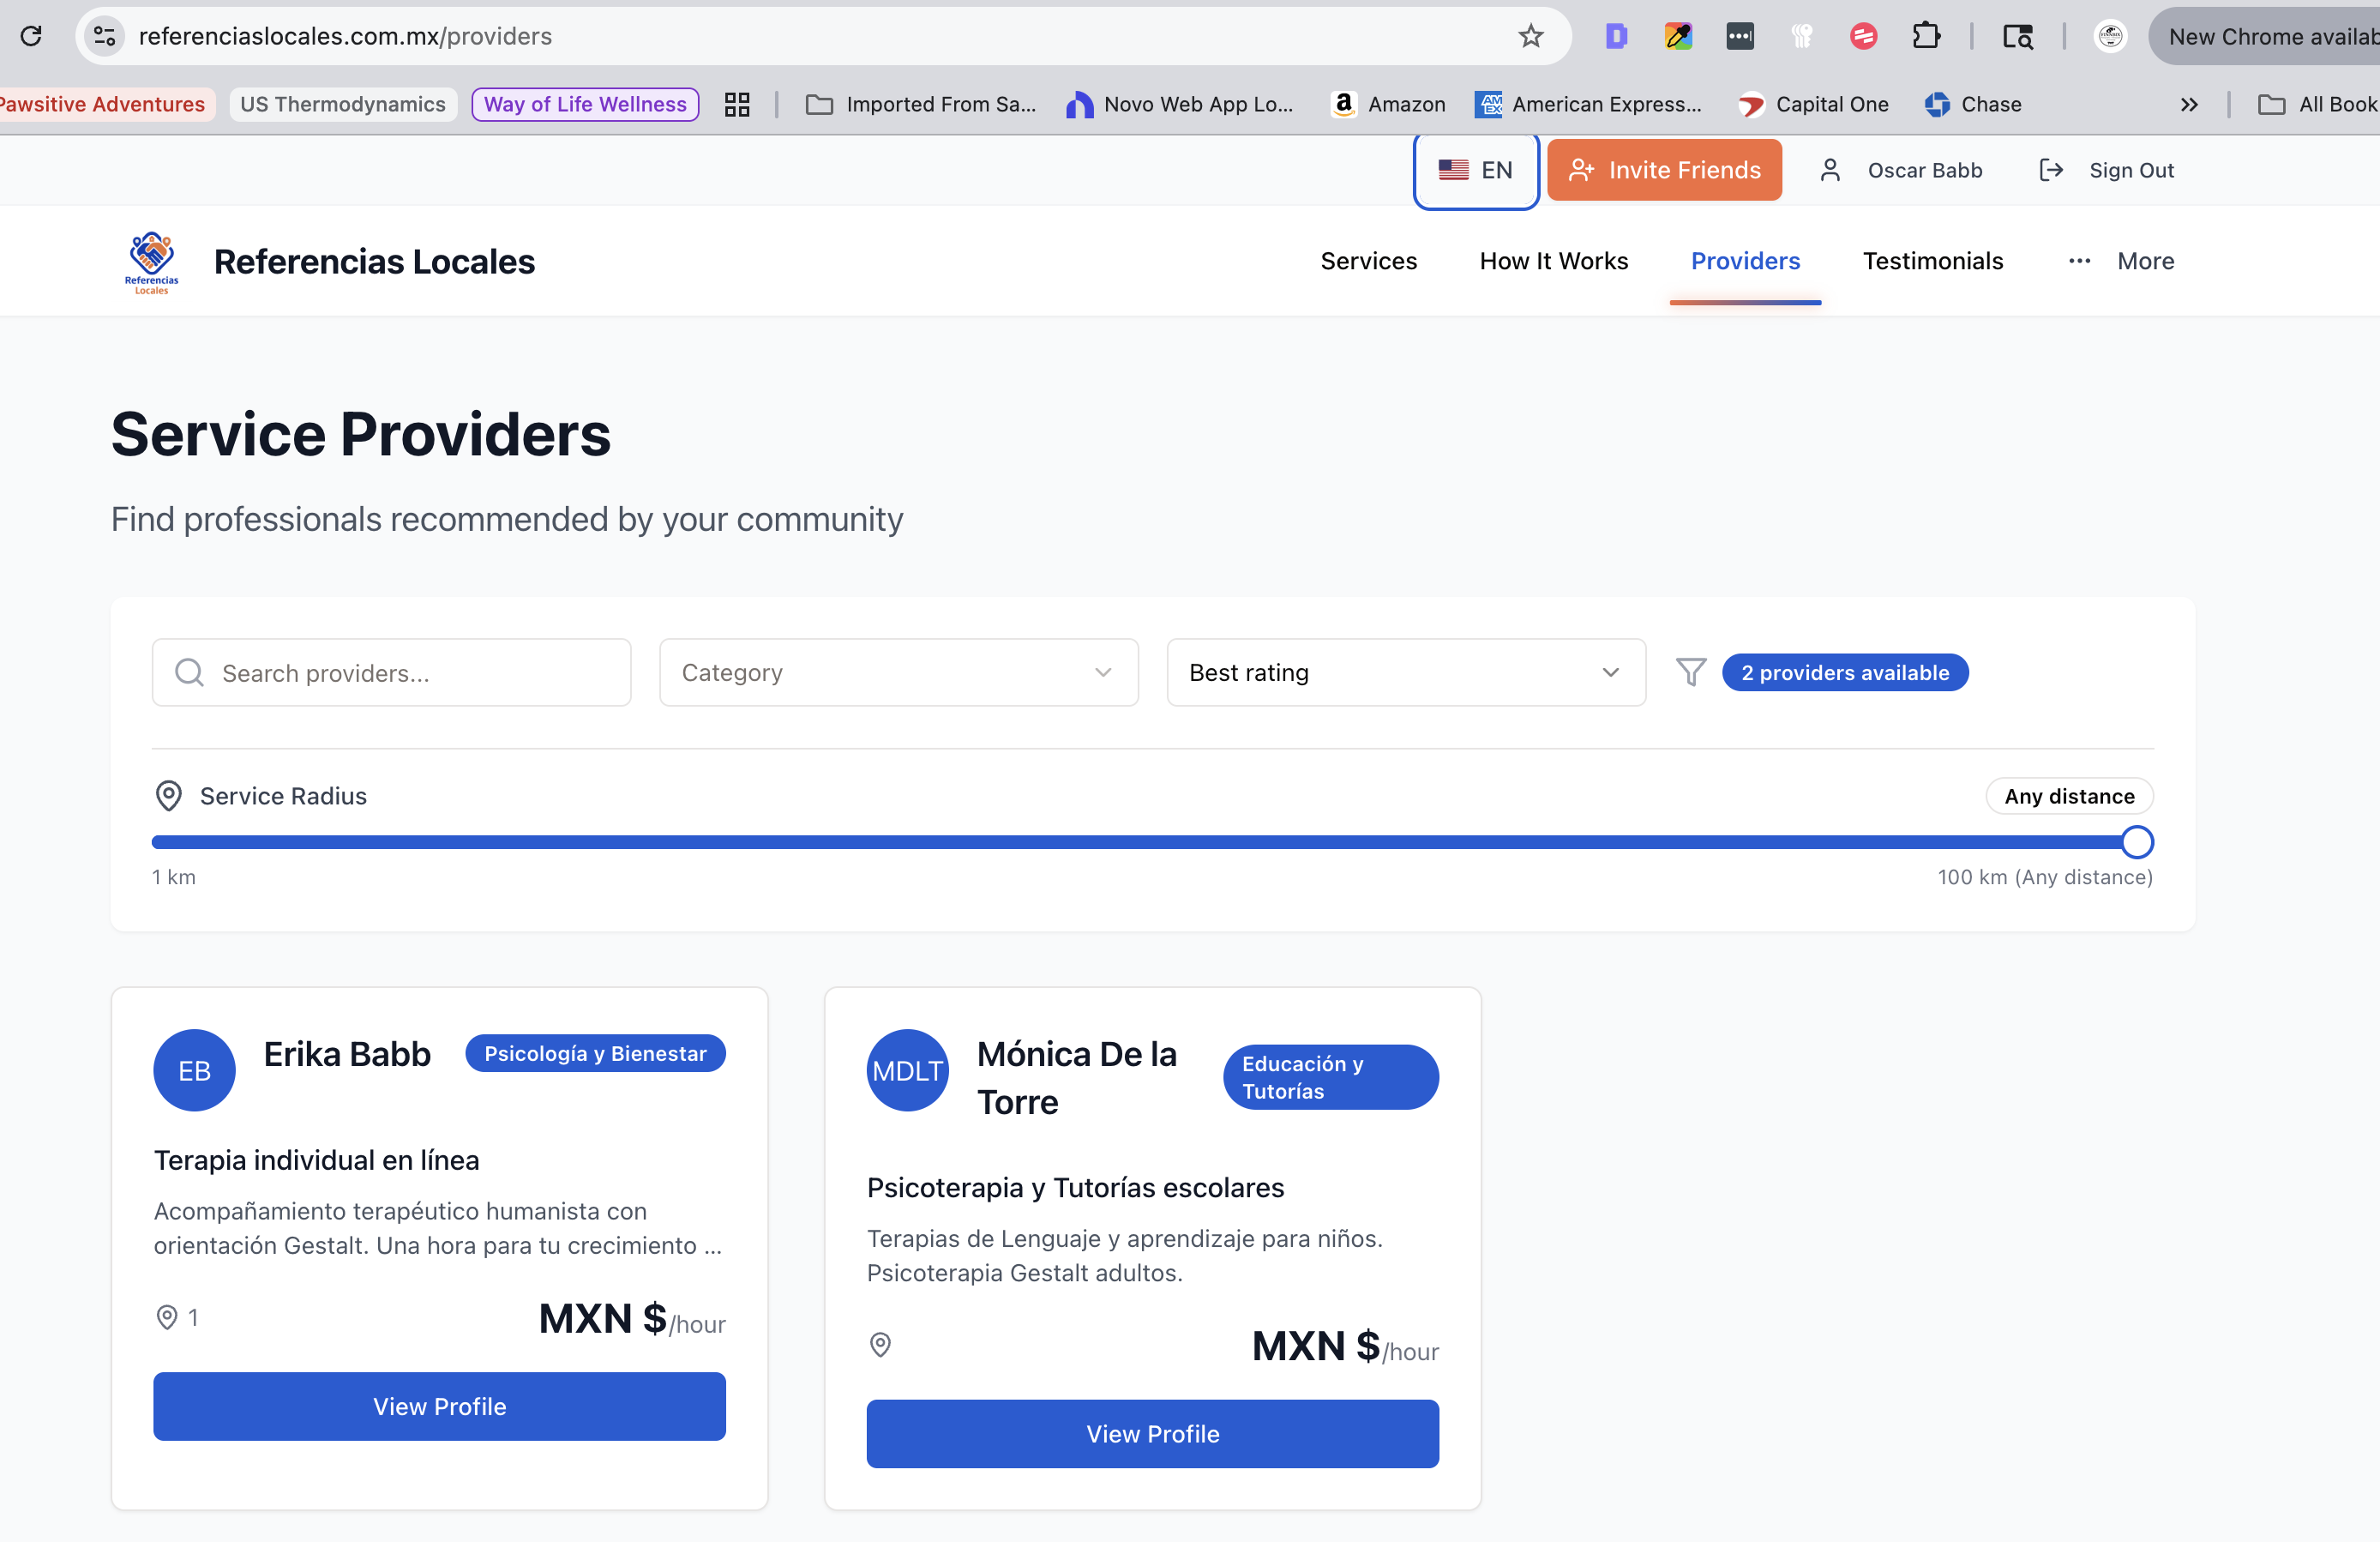 referenciaslocales.com.mx/providers
New Chrome availab
Pawsitive Adventures US Thermodynamics Way of Life Wellness Imported From Sa... Novo Web App Lo... Amazon American Express... Capital One Chase » All Book
EN Invite Friends Oscar Babb Sign Out
Referencias
Locales
Referencias Locales
Services How It Works Providers Testimonials ... More
Service Providers
Find professionals recommended by your community
Search providers... Category Best rating 2 providers available
Service Radius Any distance
1 km 100 km (Any distance)
EB Erika Babb Psicología y Bienestar
Terapia individual en línea
Acompañamiento terapéutico humanista con
orientación Gestalt. Una hora para tu crecimiento ...
1 MXN $/hour
View Profile
MDLT Mónica De la
Torre
Educación y
Tutorías
Psicoterapia y Tutorías escolares
Terapias de Lenguaje y aprendizaje para niños.
Psicoterapia Gestalt adultos.
MXN $/hour
View Profile